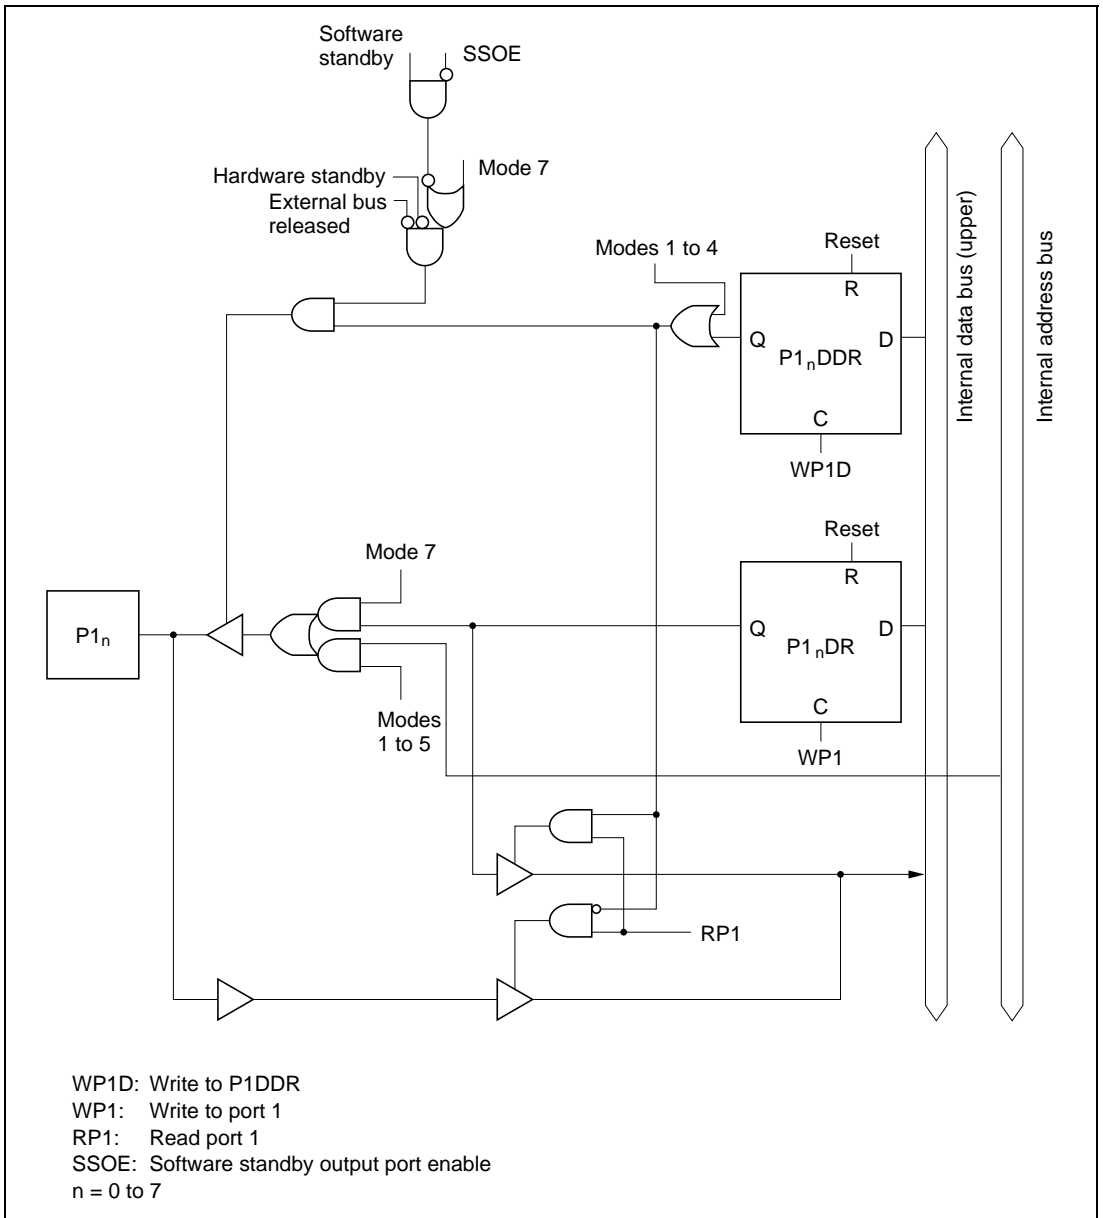 Software
standby
SSOE
Mode 7
Hardware standby
External bus
released
Modes 1 to 4
Reset
R
Q
D
P1nDDR
C
WP1D
Internal data bus (upper)
Internal address bus
Mode 7
Reset
R
P1n
Q
D
P1nDR
C
Modes
1 to 5
WP1
RP1
WP1D: Write to P1DDR
WP1: Write to port 1
RP1: Read port 1
SSOE: Software standby output port enable
n = 0 to 7